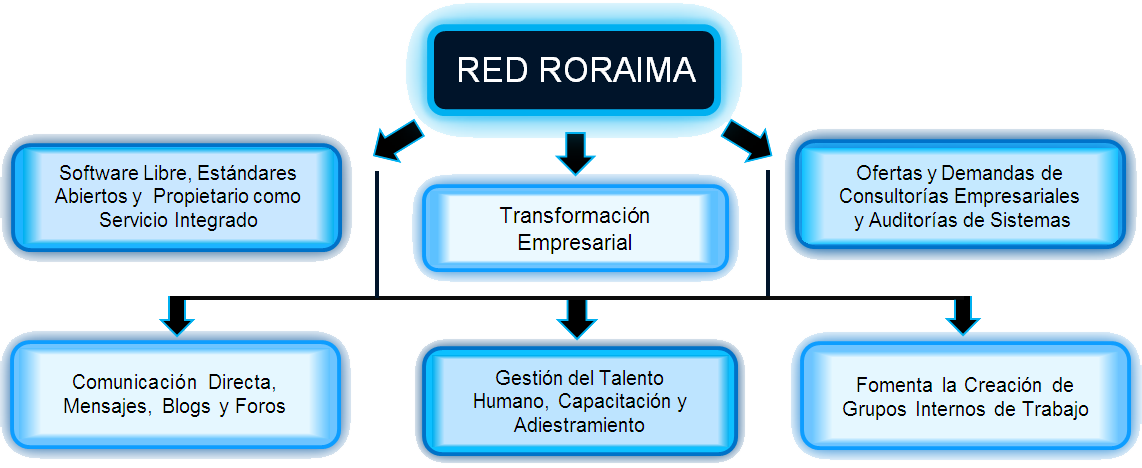 RED RORAIMA
Software Libre, Estándares
Abiertos y Propietario como
Servicio Integrado
Transformación
Empresarial
Ofertas y Demandas de
Consultorías Empresariales
y Auditorías de Sistemas
Comunicación Directa,
Mensajes, Blogs y Foros
Gestión del Talento
Humano, Capacitación y
Adiestramiento
Fomenta la Creación de
Grupos Internos de Trabajo